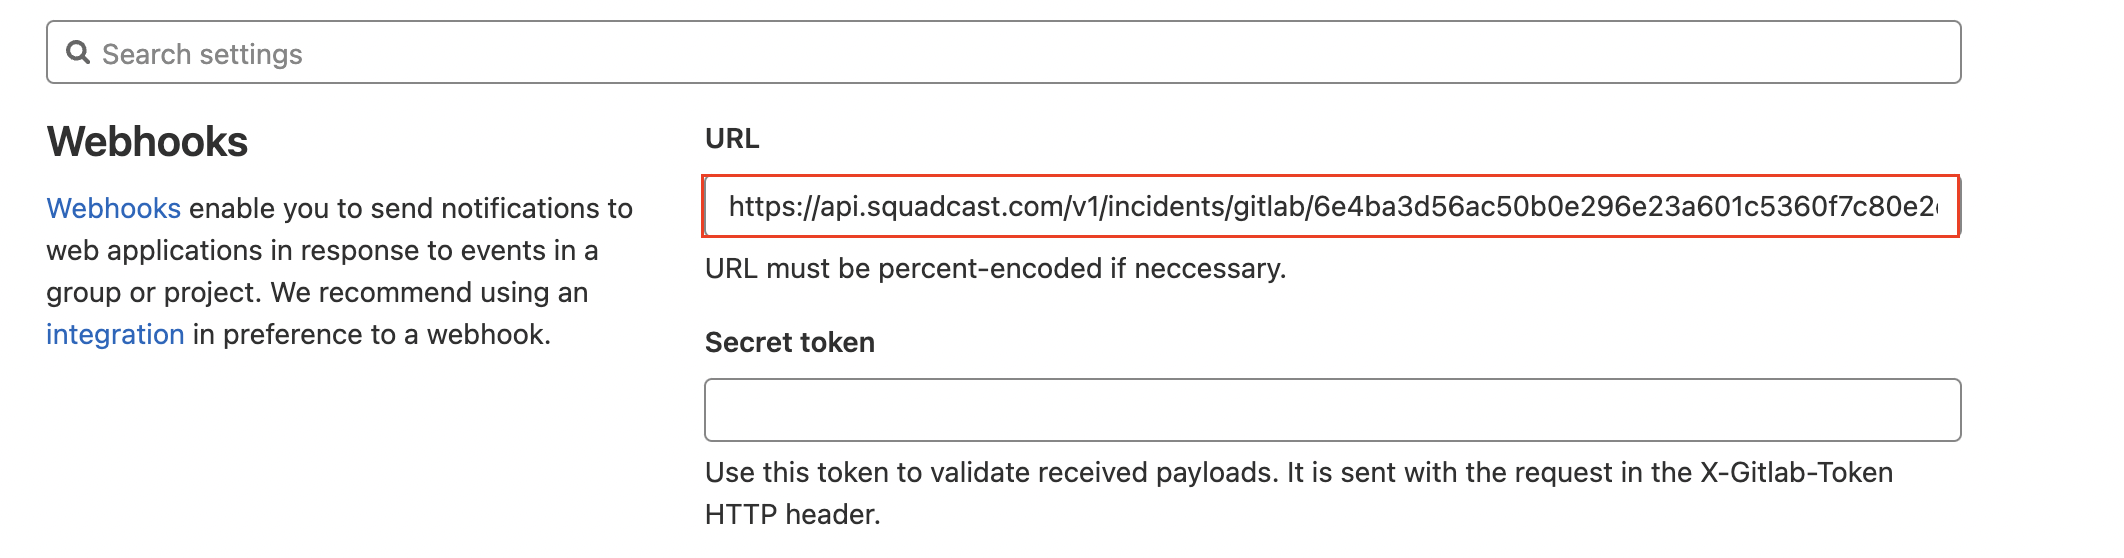 Search settings
Webhooks
Webhooks enable you to send notifications to
web applications in response to events in a
group or project. We recommend using an
integration in preference to a webhook.
URL
https://api.squadcast.com/v1/incidents/gitlab/6e4ba3d56ac50b0e296e23a601c5360f7c80e2
URL must be percent-encoded if neccessary.
Secret token
Use this token to validate received payloads. It is sent with the request in the X-Gitlab-Token
HTTP header.